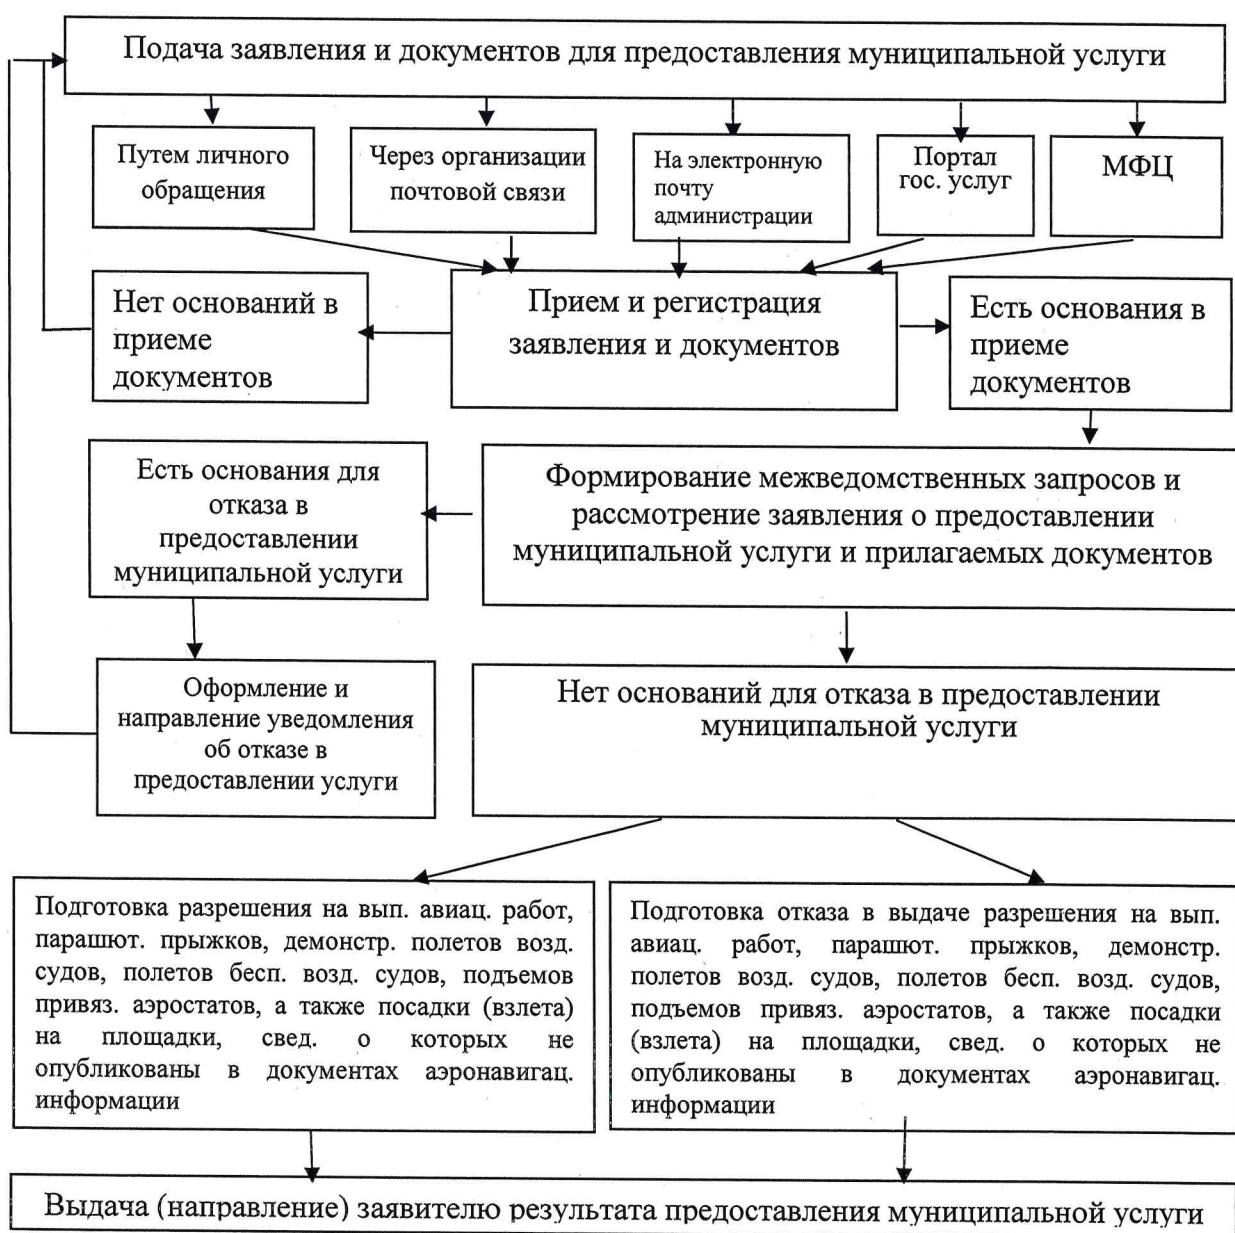 Подача заявления и документов для предоставления муниципальной услуги
Путем личного
обращения
Через организации
почтовой связи
На электронную
почту
администрации
Портал
гос. услуг
МФЦ
Нет оснований в
приеме
документов
Прием и регистрация
заявления и документов
Есть основания в
приеме
документов
Есть основания для
отказа в
предоставлении
муниципальной услуги
Формирование межведомственных запросов и
рассмотрение заявления о предоставлении
муниципальной услуги и прилагаемых документов
Оформление и
направление уведомления
об отказе в
предоставлении услуги
Нет оснований для отказа в предоставлении
муниципальной услуги
Подготовка разрешения на вып. авиац. работ,
парашют. прыжков, демонстр. полетов возд.
судов, полетов бесп. возд. судов, подъемов
привяз. аэростатов, а также посадки (взлета)
на площадки, свед. о которых не
опубликованы в документах аэронавигац.
информации
Подготовка отказа в выдаче разрешения на вып.
авиац. работ, парашют. прыжков, демонстр.
полетов возд. судов, полетов бесп. возд. судов,
подъемов привяз. аэростатов, а также посадки
(взлета) на площадки, свед. о которых не
опубликованы в документах аэронавигац.
информации
Выдача (направление) заявителю результата предоставления муниципальной услуги